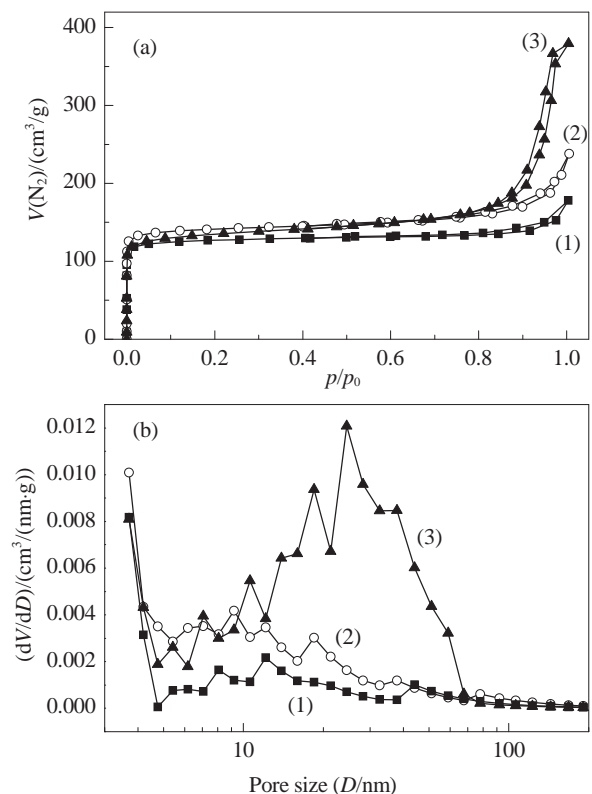 (a)
(3)
(2)
(1)
400
300
200
100
0
V(N₂)/(cm³/g)
0.0 0.2 0.4 0.6 0.8 1.0
p/p₀
(b)
(3)
(2)
(1)
0.012
0.010
0.008
0.006
0.004
0.002
0.000
(dV/dD)/(cm³/(nm·g))
10 100
Pore size (D/nm)